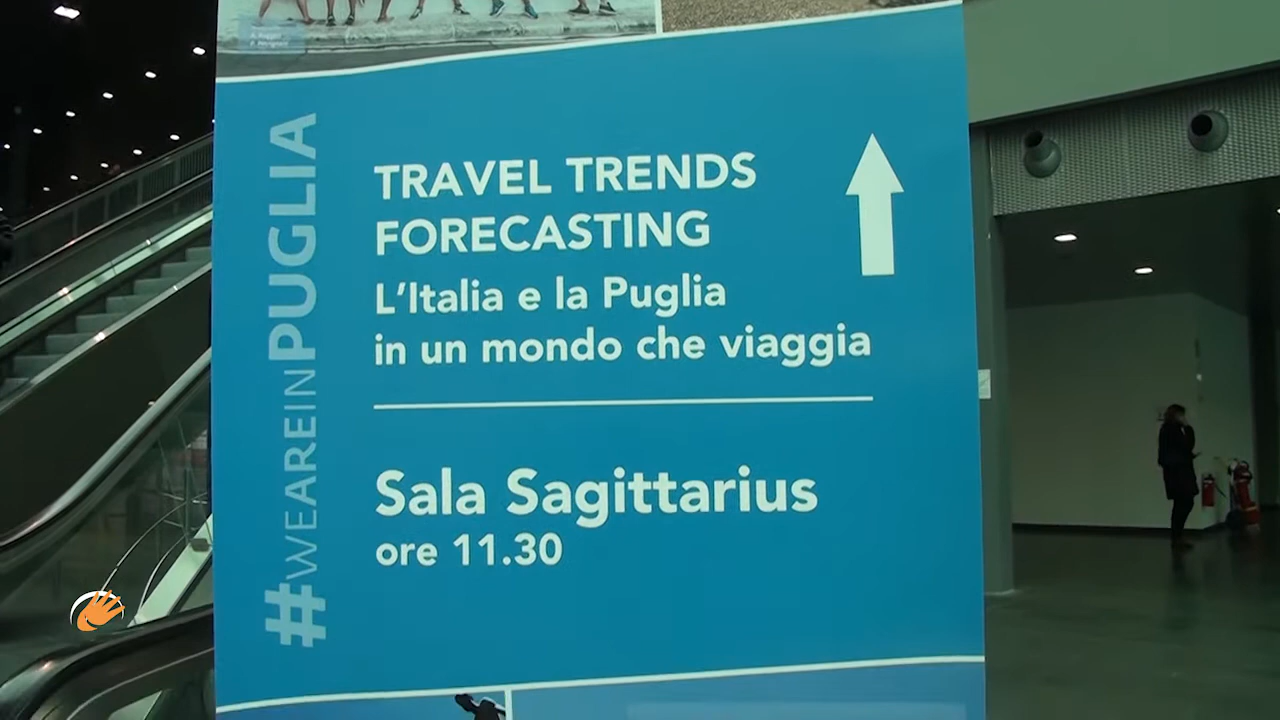 #WEAREINPUGLIA
TRAVEL TRENDS
FORECASTING
L'Italia e la Puglia
in un mondo che viaggia
Sala Sagittarius
ore 11.30